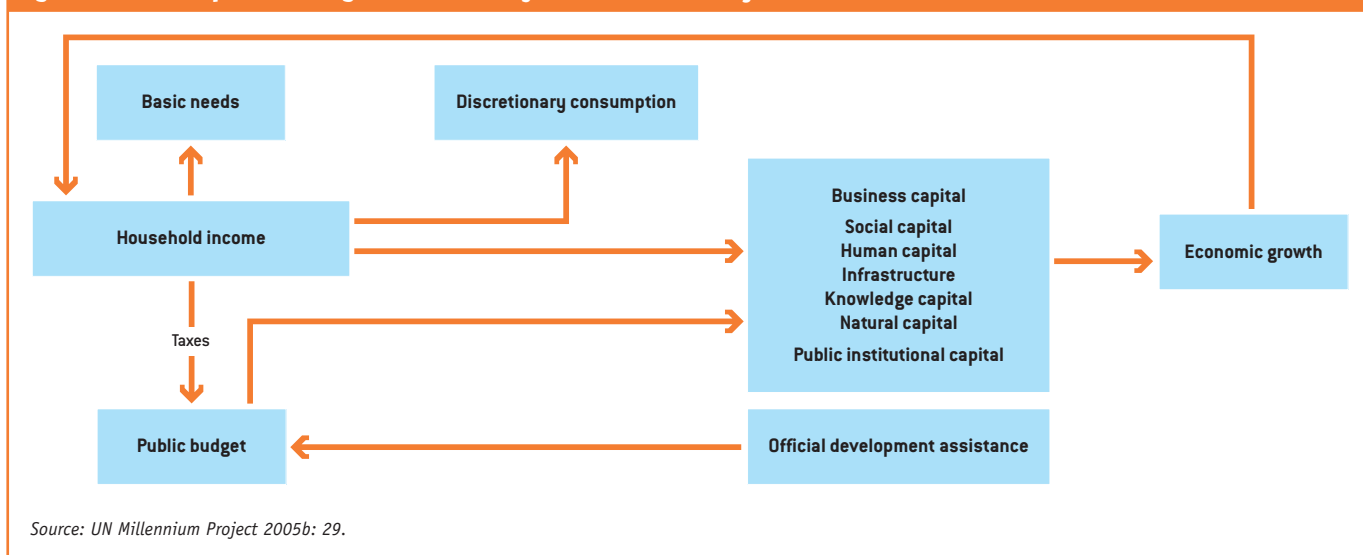 Basic needs
Discretionary consumption
Household income
Business capital
Social capital
Human capital
Infrastructure
Knowledge capital
Natural capital
Public institutional capital
Economic growth
Taxes
Public budget
Official development assistance
Source: UN Millennium Project 2005b: 29.